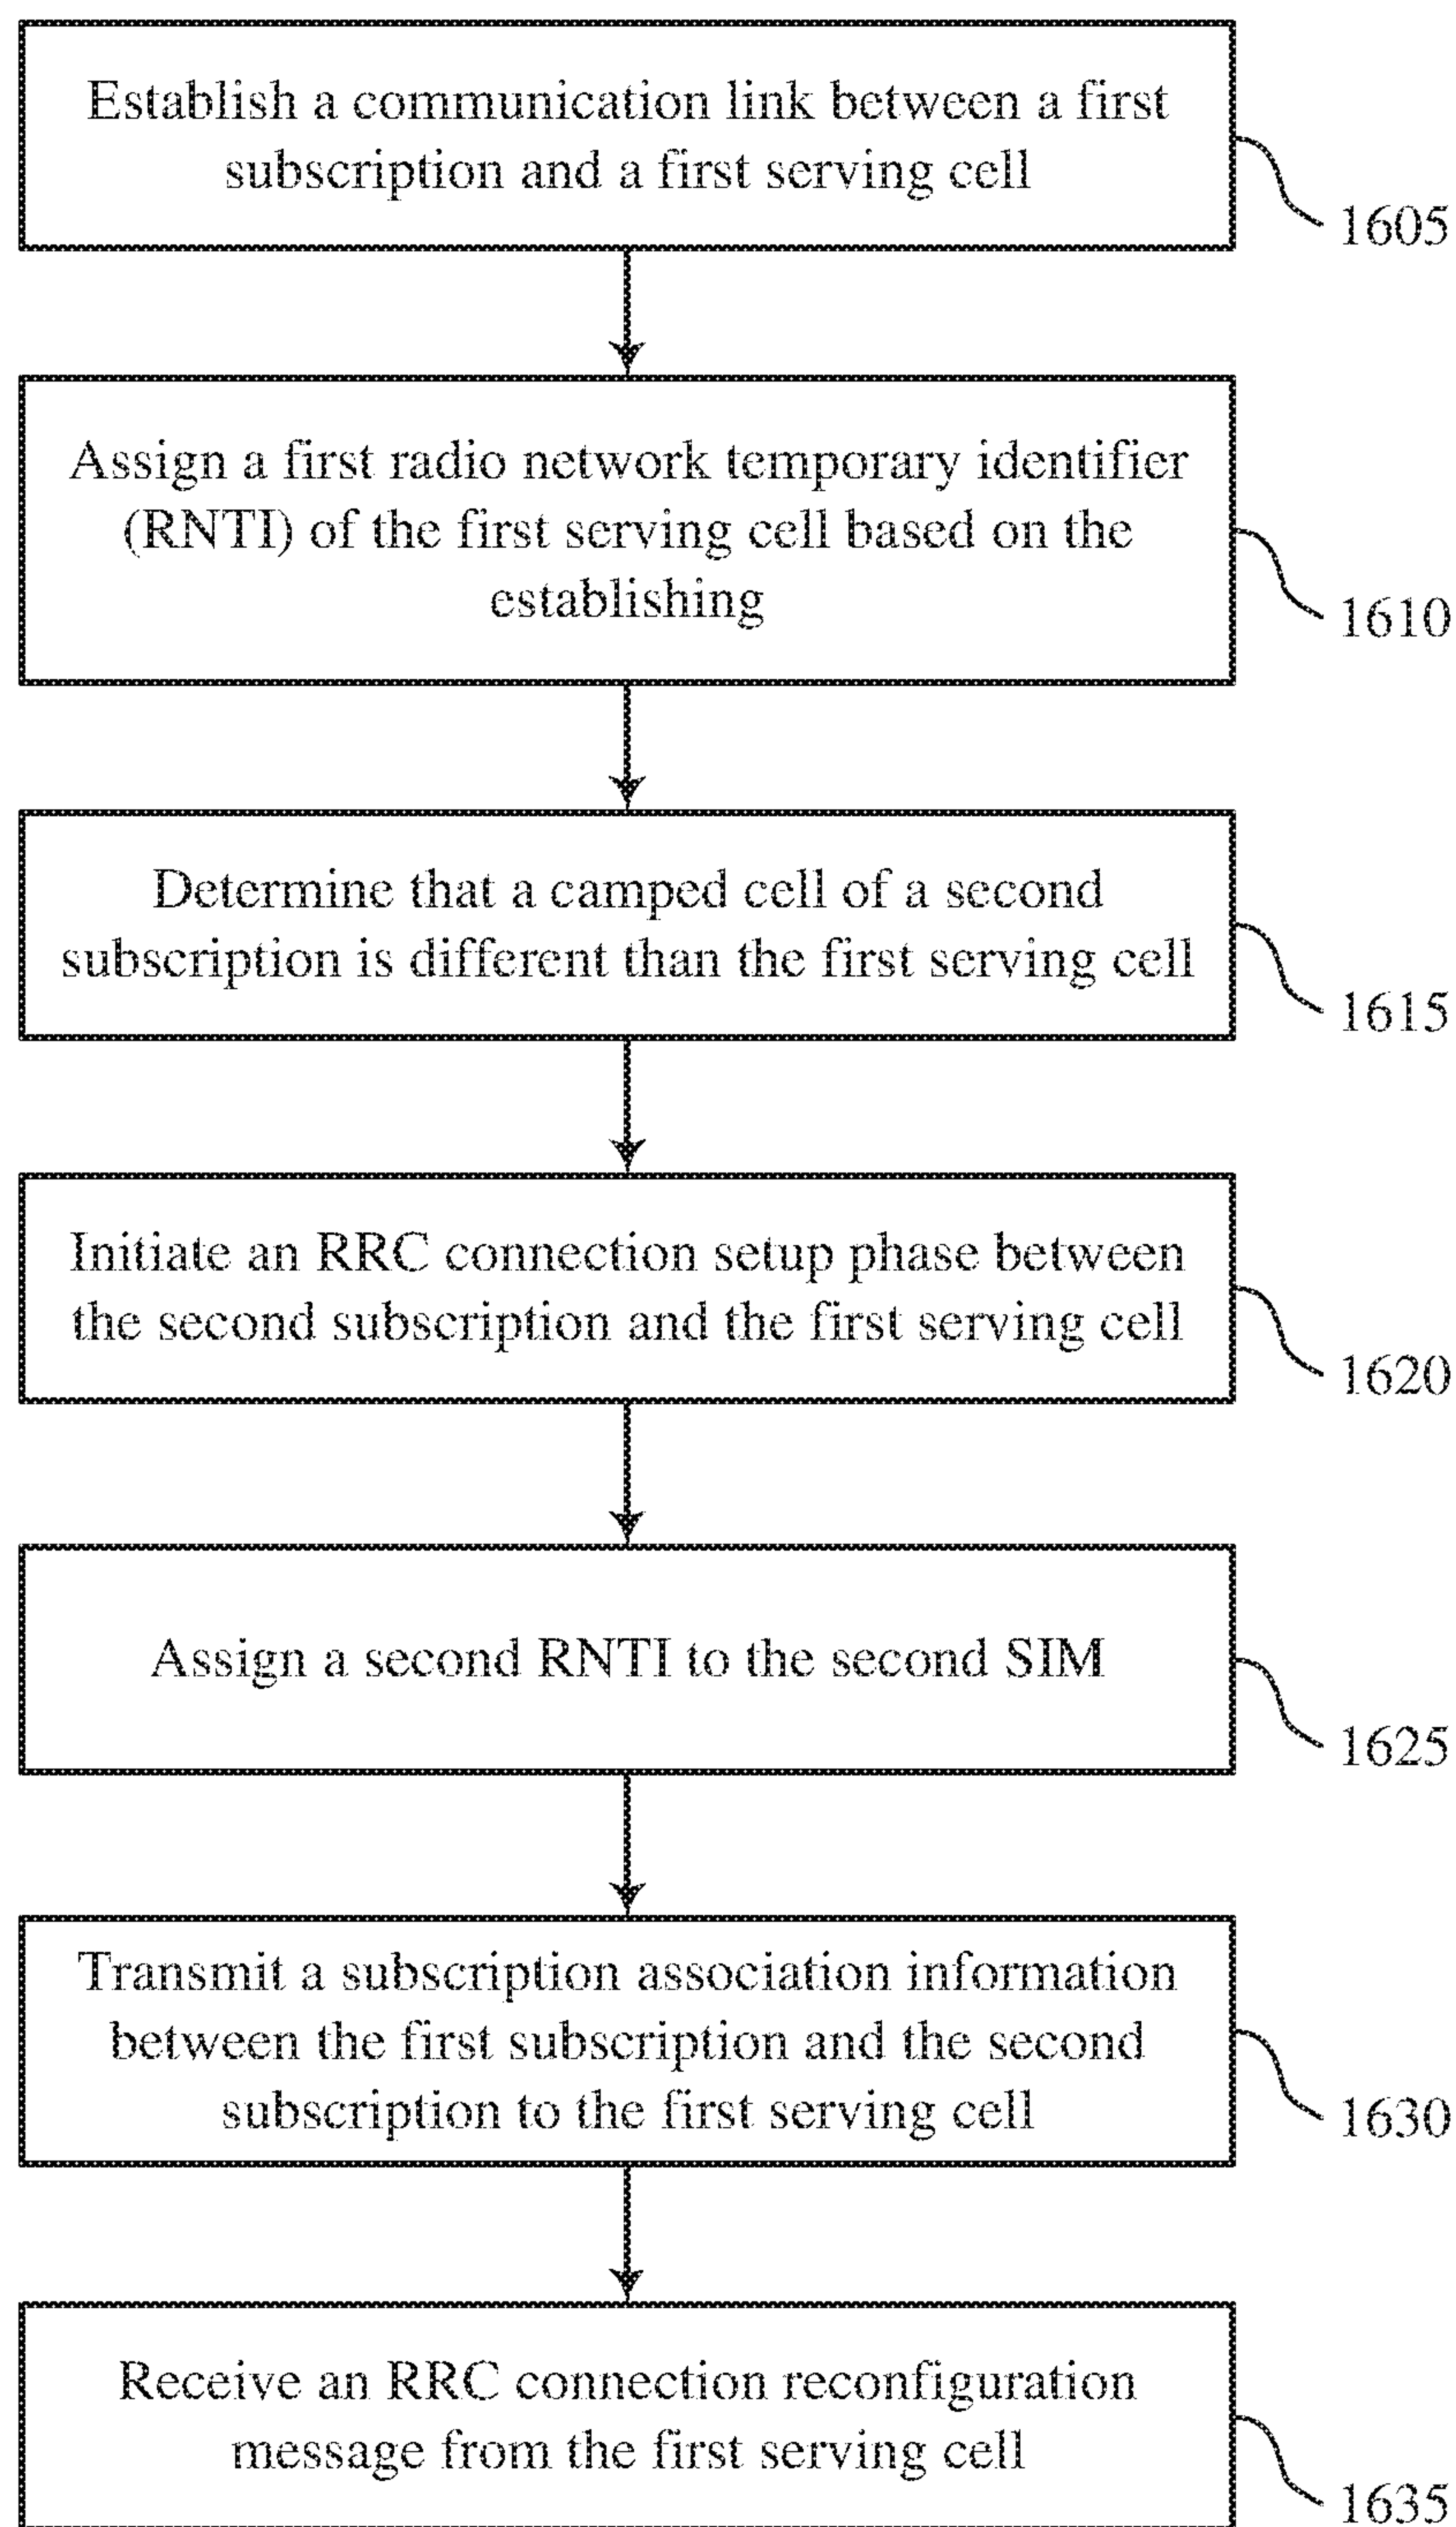 Establish a communication link between a first
subscription and a first serving cell
1605
Assign a first radio network temporary identifier
(RNTI) of the first serving cell based on the
establishing
1610
Determine that a camped cell of a second
subscription is different than the first serving cell
1615
Initiate an RRC connection setup phase between
the second subscription and the first serving cell
1620
Assign a second RNTI to the second SIM
1625
Transmit a subscription association information
between the first subscription and the second
subscription to the first serving cell
1630
Receive an RRC connection reconfiguration
message from the first serving cell
1635